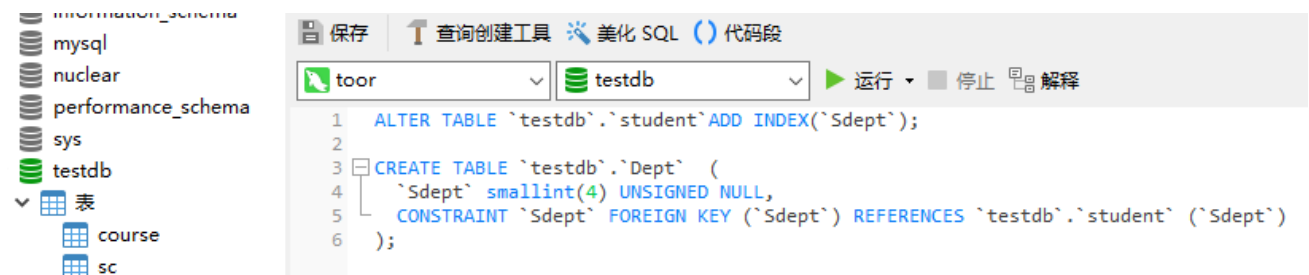 information_schema
mysql
nuclear
performance_schema
sys
testdb
表
course
sc
保存 查询创建工具 美化 SQL () 代码段
toor testdb 运行 停止 解释
1 ALTER TABLE `testdb`.`student`ADD INDEX(`Sdept`);
2
3 CREATE TABLE `testdb`.`Dept`  (
4 `Sdept` smallint(4) UNSIGNED NULL,
5 CONSTRAINT `Sdept` FOREIGN KEY (`Sdept`) REFERENCES `testdb`.`student` (`Sdept`)
6 );